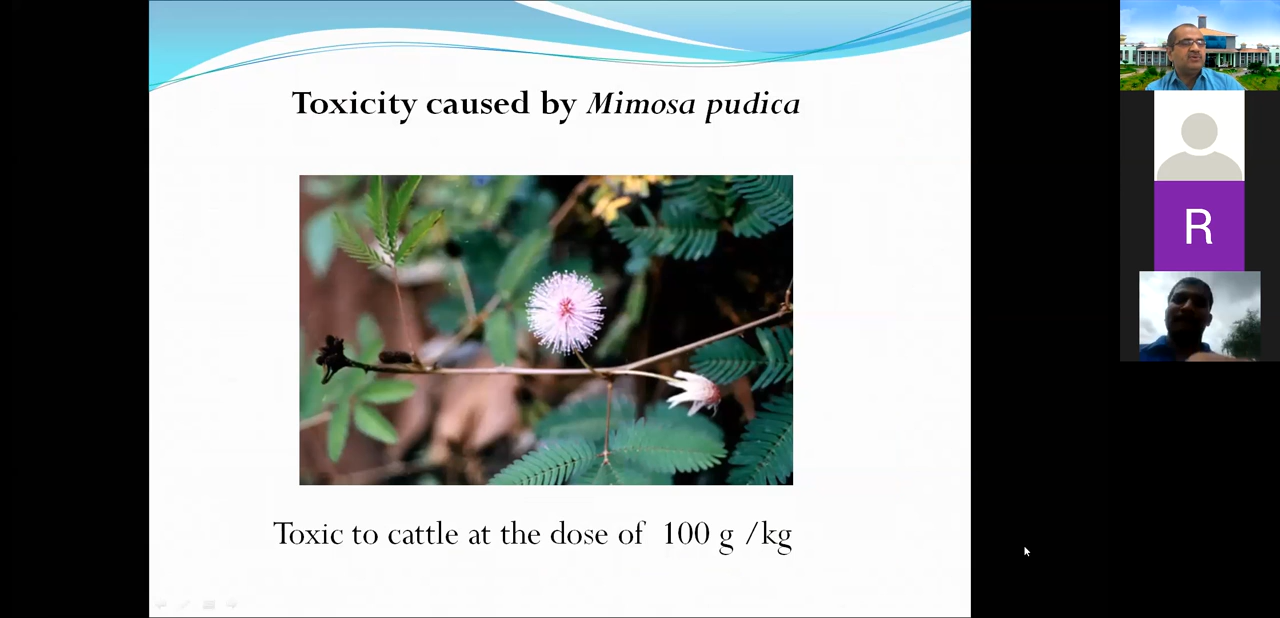 Toxicity caused by Mimosa pudica
Toxic to cattle at the dose of 100 g /kg
R